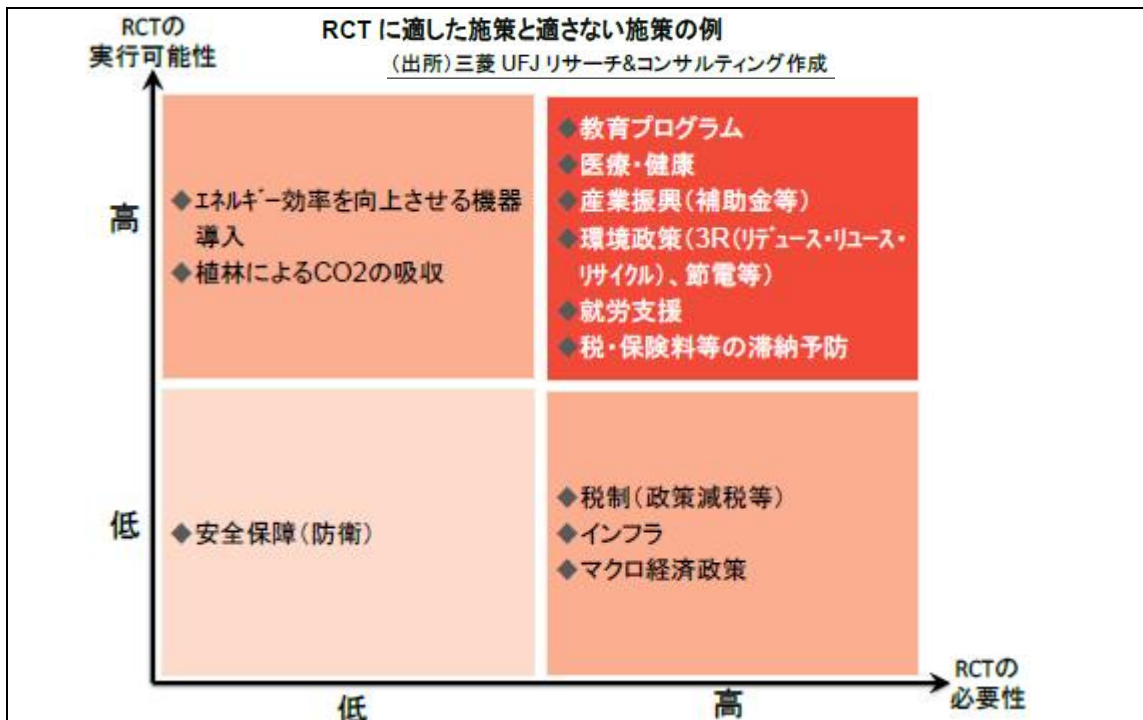 RCTの
実行可能性
RCT に適した施策と適さない施策の例
(出所)三菱 UFJ リサーチ&コンサルティング作成
高
◆エネルギー効率を向上させる機器
導入
◆植林によるCO2の吸収
◆教育プログラム
◆医療・健康
◆産業振興(補助金等)
◆環境政策(3R(リデュース・リユース・
リサイクル)、節電等)
◆就労支援
◆税・保険料等の滞納予防
低
◆安全保障(防衛)
◆税制(政策減税等)
◆インフラ
◆マクロ経済政策
低
高
RCTの
必要性